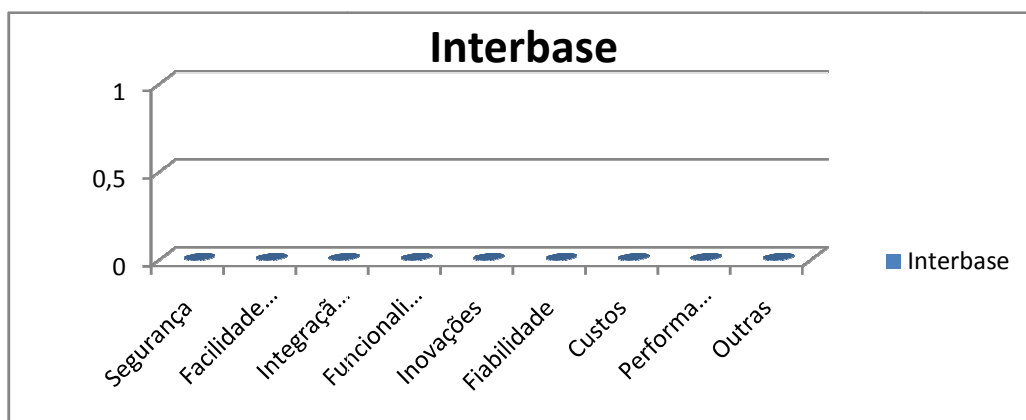 Interbase
1
0,5
0
Segurança
Facilidade...
Integraçã...
Funcionali...
Inovações
Fiabilidade
Custos
Performa...
Outras
Interbase